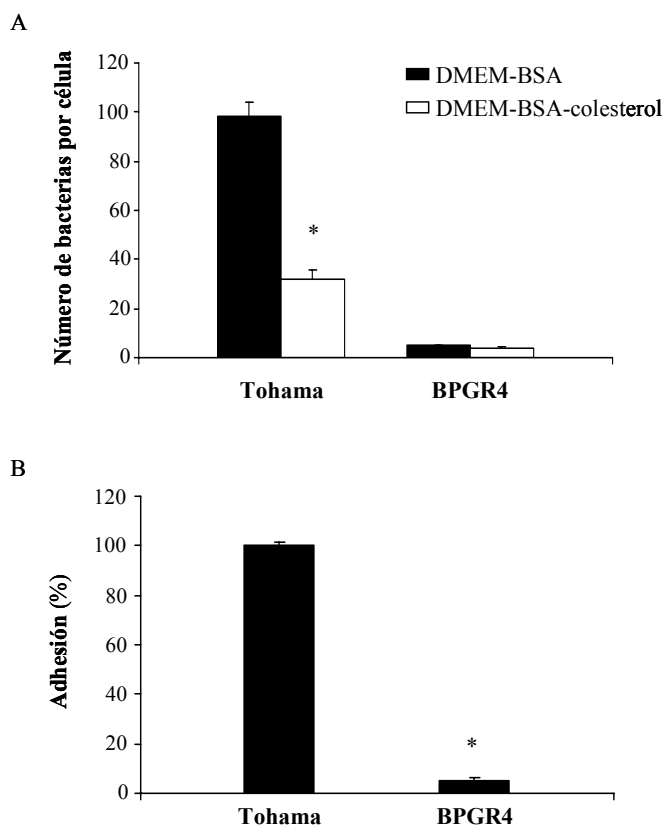 A
Número de bacterias por célula
120
100
80
60
40
20
0
DMEM-BSA
DMEM-BSA-colesterol
*
Tohama
BPGR4
B
Adhesión (%)
120
100
80
60
40
20
0
*
Tohama
BPGR4